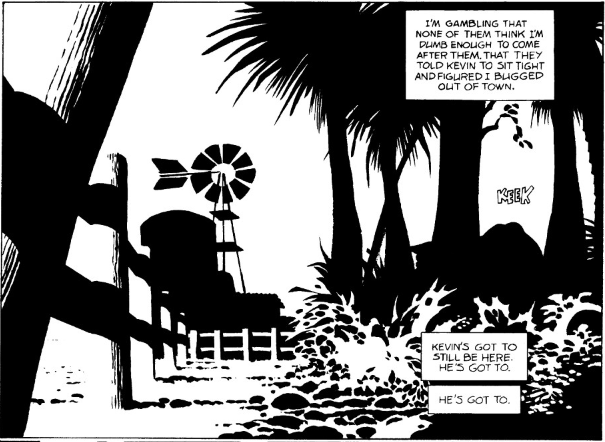 I'M GAMBLING THAT
NONE OF THEM THINK I'M
DUMB ENOUGH TO COME
AFTER THEM. THAT THEY
TOLD KEVIN TO SIT TIGHT
AND FIGURED I BUGGED
OUT OF TOWN.
KEEK
KEVIN'S GOT TO
STILL BE HERE.
HE'S GOT TO.
HE'S GOT TO.